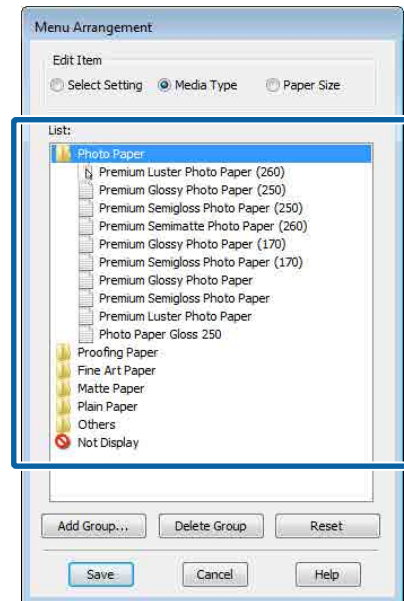 Menu Arrangement
Edit Item
Select Setting Media Type Paper Size
List:
Photo Paper
Premium Luster Photo Paper (260)
Premium Glossy Photo Paper (250)
Premium Semigloss Photo Paper (250)
Premium Semimatte Photo Paper (260)
Premium Glossy Photo Paper (170)
Premium Semigloss Photo Paper (170)
Premium Glossy Photo Paper
Premium Semigloss Photo Paper
Premium Luster Photo Paper
Photo Paper Gloss 250
Proofing Paper
Fine Art Paper
Matte Paper
Plain Paper
Others
Not Display
Add Group... Delete Group Reset
Save Cancel Help